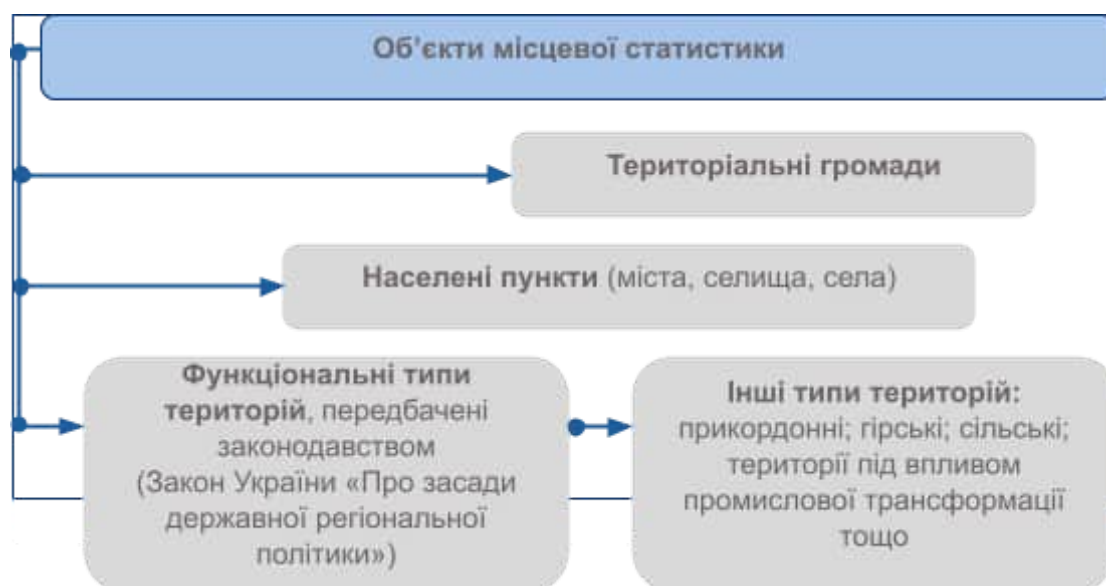 Об’єкти місцевої статистики
Територіальні громади
Населені пункти (міста, селища, села)
Функціональні типи
територій, передбачені
законодавством
(Закон України «Про засади
державної регіональної
політики»)
Інші типи територій:
прикордонні; гірські; сільські;
території під впливом
промислової трансформації
тощо